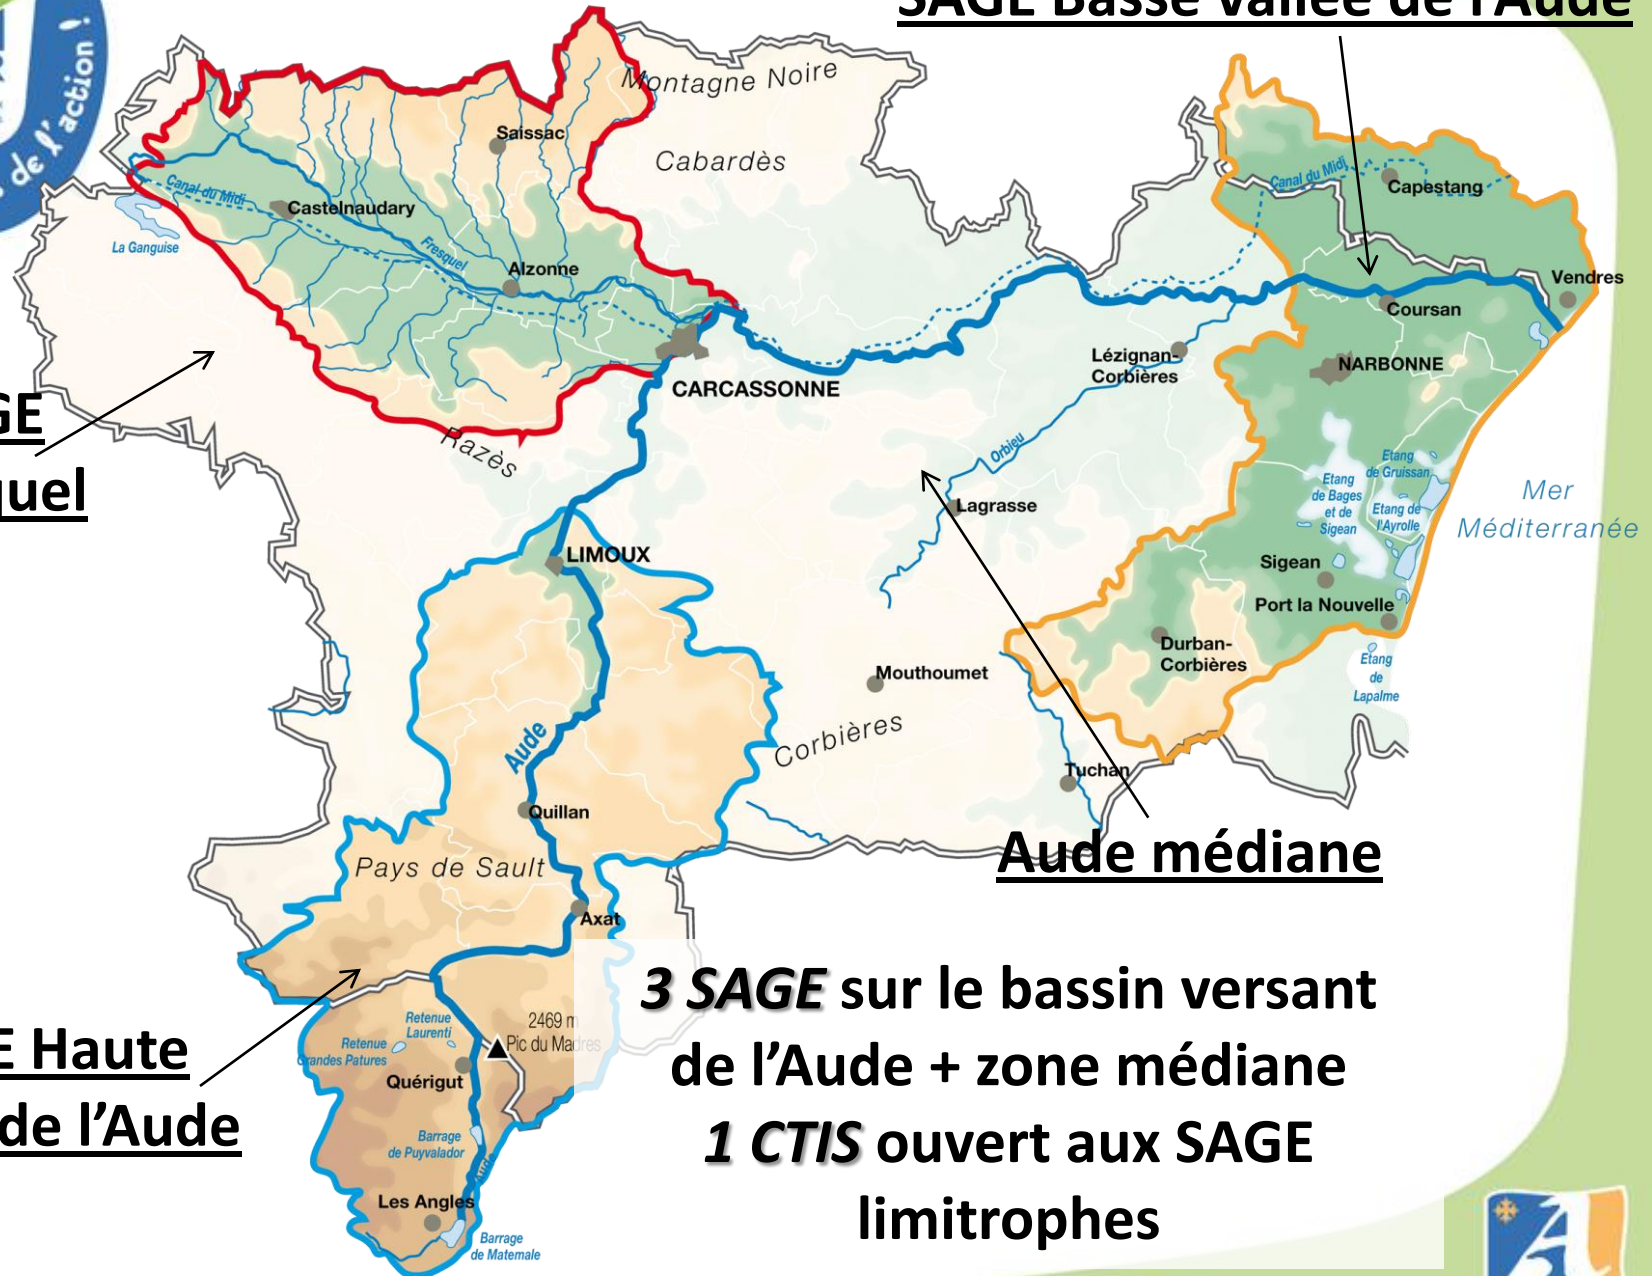 SAGE Basse vallée de l'Aude
de l'action !
Montagne Noire
Saissac
Cabardès
Canal du Midi
Castelnaudary
La Ganguise
Fresquel
Alzonne
Canal du Midi
Capestang
Vendres
Coursan
NARBONNE
Lézignan-
Corbières
CARCASSONNE
GE
quel
Razès
Orbieu
Lagrasse
Etang
de Gruissan
Etang
de Bages
et de
Sigean
Etang de
l'Ayrolle
Mer
Méditerranée
LIMOUX
Sigean
Port la Nouvelle
Durban-
Corbières
Etang
de
Lapalme
Mouthoumet
Corbières
Aude
Tuchan
Quillan
Pays de Sault
Aude médiane
Axat
E Haute
de l'Aude
Retenue
Laurenti
Retenue
Grandes Patures
2469 m
Pic du Madres
Quérigut
Barrage
de Puyvalador
Aude
Les Angles
Barrage
de Matemale
3 SAGE sur le bassin versant
de l'Aude + zone médiane
1 CTIS ouvert aux SAGE
limitrophes